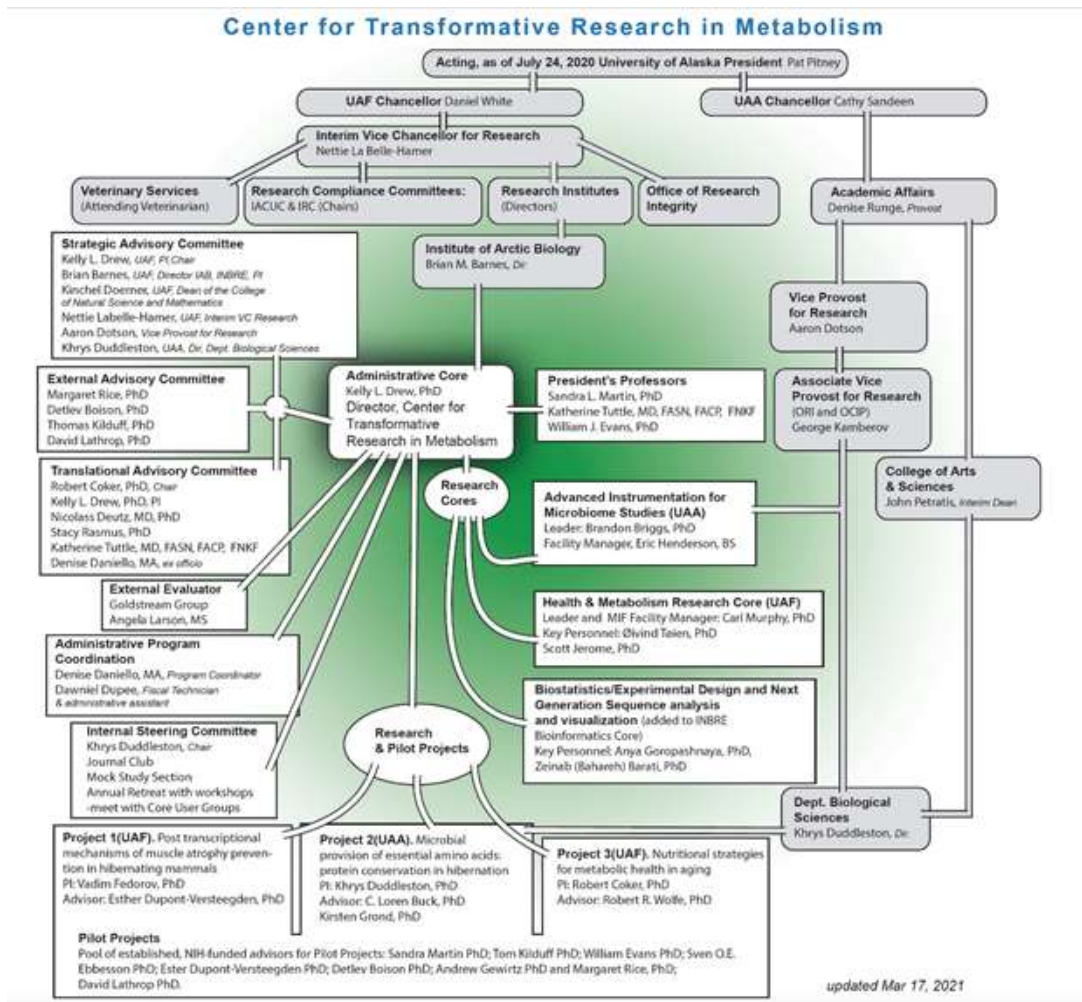 Center for Transformative Research in Metabolism
Acting, as of July 24, 2020 University of Alaska President Pat Pitney
UAF Chancellor Daniel White
UAA Chancellor Cathy Sandeen
Interim Vice Chancellor for Research
Nettie La Belle-Hamer
Veterinary Services
(Attending Veterinarian)
Research Compliance Committees:
IACUC & IRC (Chairs)
Research Institutes
(Directors)
Office of Research
Integrity
Academic Affairs
Denise Runge, Provost
Strategic Advisory Committee
Kelly L. Drew, UAF, PI, Chair
Brian Barnes, UAF, Director IAB, INBRE, PI
Kinchel Doerner, UAF, Dean of the College
of Natural Science and Mathematics
Nettie Labelle-Hamer, UAF, Interim VC Research
Aaron Dotson, Vice Provost for Research
Khrys Duddleston, UAA, Dir, Dept. Biological Sciences
Institute of Arctic Biology
Brian M. Barnes, Dir
Vice Provost
for Research
Aaron Dotson
External Advisory Committee
Margaret Rice, PhD
Detlev Boison, PhD
Thomas Kilduff, PhD
David Lathrop, PhD
Administrative Core
Kelly L. Drew, PhD
Director, Center for
Transformative
Research in Metabolism
President's Professors
Sandra L. Martin, PhD
Katherine Tuttle, MD, FASN, FACP, FNKF
William J. Evans, PhD
Associate Vice
Provost for Research
(ORI and OCIP)
George Kamberov
Translational Advisory Committee
Robert Coker, PhD, Chair
Kelly L. Drew, PhD, PI
Nicolass Deutz, MD, PhD
Stacy Rasmus, PhD
Katherine Tuttle, MD, FASN, FACP, FNKF
Denise Daniello, MA, ex officio
Research
Cores
College of Arts
& Sciences
John Petratis, Interim Dean
Advanced Instrumentation for
Microbiome Studies (UAA)
Leader: Brandon Briggs, PhD
Facility Manager, Eric Henderson, BS
External Evaluator
Goldstream Group
Angela Larson, MS
Health & Metabolism Research Core (UAF)
Leader and MIF Facility Manager: Carl Murphy, PhD
Key Personnel: Øivind Tøien, PhD
Scott Jerome, PhD
Administrative Program
Coordination
Denise Daniello, MA, Program Coordinator
Dawniel Dupee, Fiscal Technician
& administrative assistant
Biostatistics/Experimental Design and Next
Generation Sequence analysis
and visualization (added to INBRE
Bioinformatics Core)
Key Personnel: Anya Goropashnaya, PhD,
Zeinab (Bahareh) Barati, PhD
Internal Steering Committee
Khrys Duddleston, Chair
Journal Club
Mock Study Section
Annual Retreat with workshops
-meet with Core User Groups
Research
& Pilot Projects
Dept. Biological
Sciences
Khrys Duddleston, Dir.
Project 1(UAF). Post transcriptional
mechanisms of muscle atrophy preven-
tion in hibernating mammals
PI: Vadim Fedorov, PhD
Advisor: Esther Dupont-Versteegden, PhD
Project 2(UAA). Microbial
provision of essential amino acids:
protein conservation in hibernation
PI: Khrys Duddleston, PhD
Advisor: C. Loren Buck, PhD
Kirsten Grond, PhD
Project 3(UAF). Nutritional strategies
for metabolic health in aging
PI: Robert Coker, PhD
Advisor: Robert R. Wolfe, PhD
Pilot Projects
Pool of established, NIH-funded advisors for Pilot Projects: Sandra Martin PhD; Tom Kilduff PhD; William Evans PhD; Sven O.E.
Ebbesson PhD; Ester Dupont-Versteegden PhD; Detlev Boison PhD; Andrew Gewirtz PhD and Margaret Rice, PhD;
David Lathrop PhD.
updated Mar 17, 2021